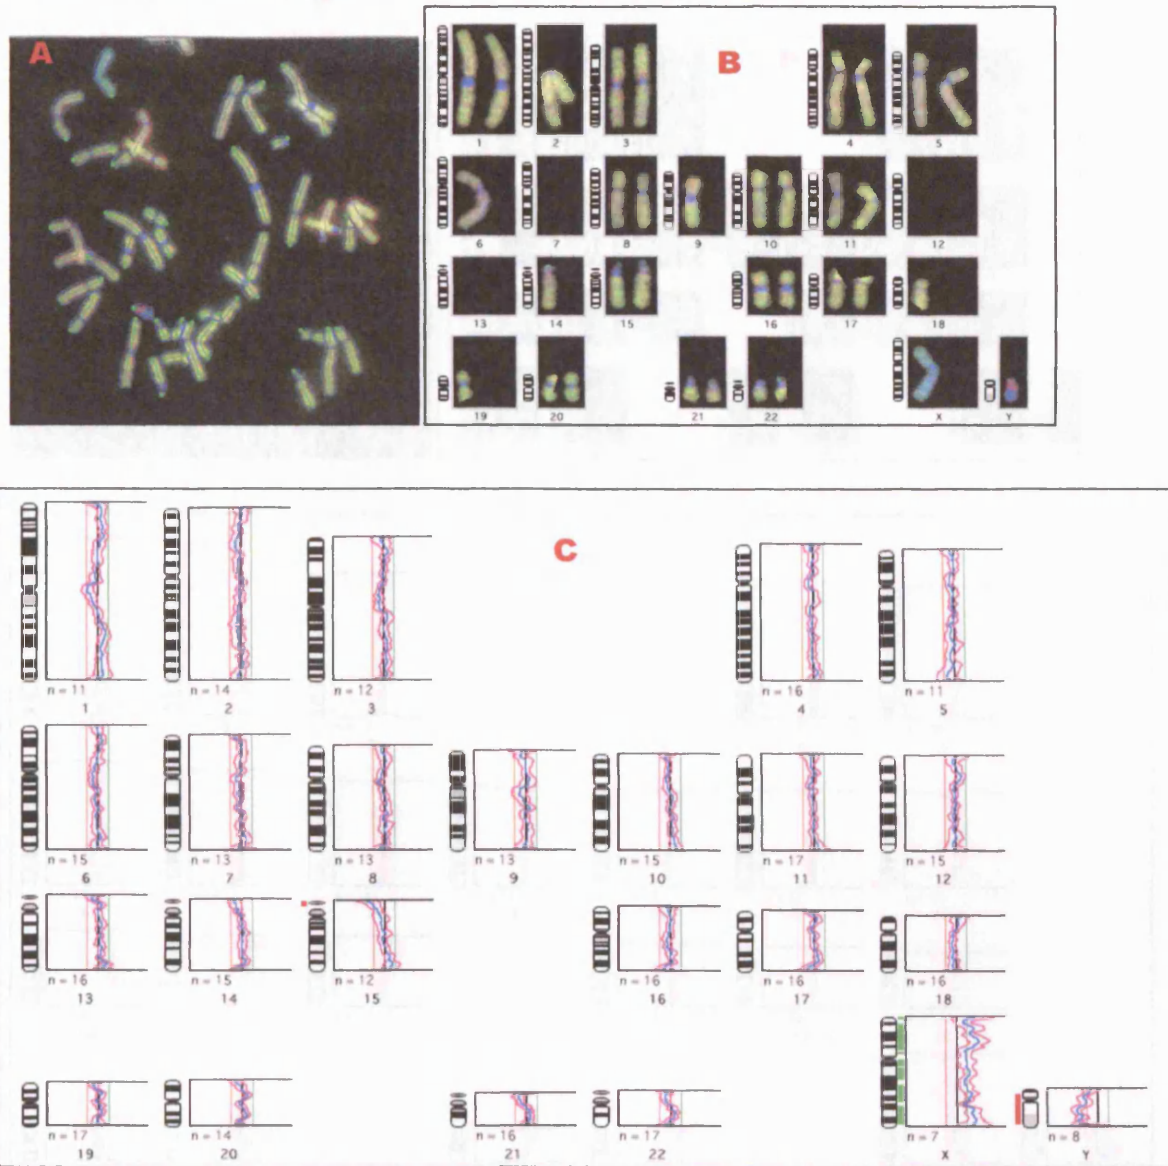 A
B
1 2 3 4 5
6 7 8 9 10 11 12
13 14 15 16 17 18
19 20 21 22 X Y
C
n = 11 n = 14 n = 12 n = 16 n = 11
1 2 3 4 5
n = 15 n = 13 n = 13 n = 13 n = 15 n = 17 n = 15
6 7 8 9 10 11 12
n = 16 n = 15 n = 12 n = 16 n = 16 n = 16
13 14 15 16 17 18
n = 17 n = 14 n = 16 n = 17 n = 7 n = 8
19 20 21 22 X Y